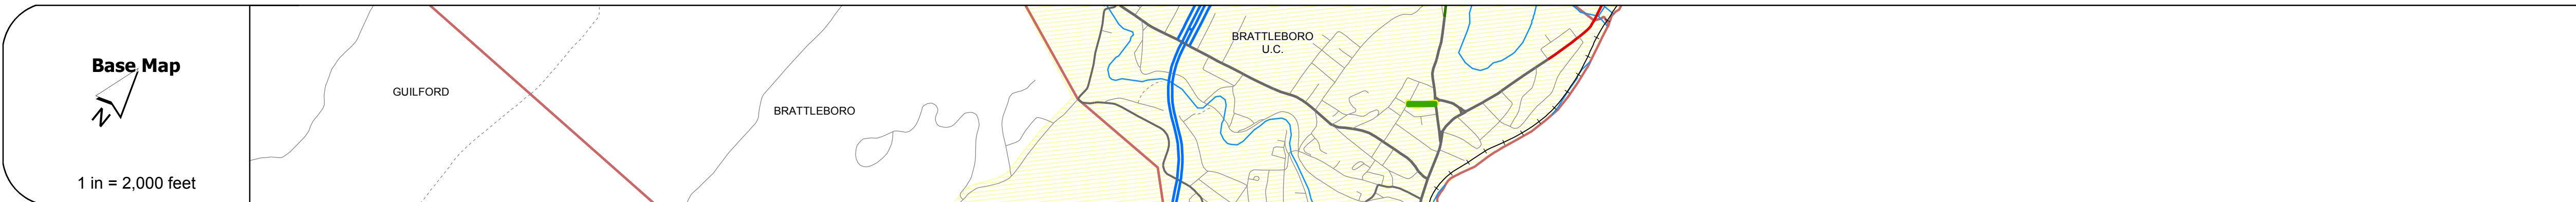 Base Map
N
1 in = 2,000 feet
GUILFORD
BRATTLEBORO
BRATTLEBORO
U.C.